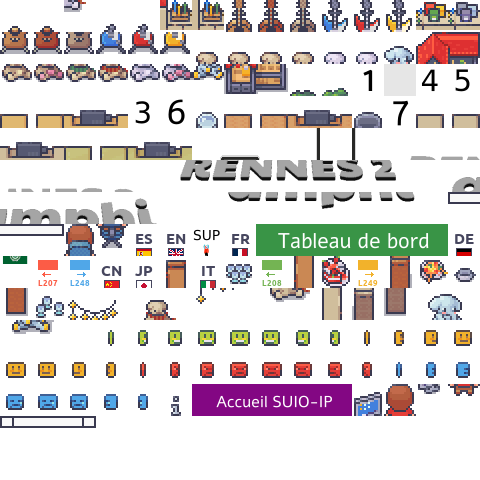 1
4 5
3 6
7
RENNES 2
amphi
amphi
ES EN SUP FR
Tableau de bord
DE
← L207
→ L248
CN JP IT
← L208
→ L249
i
Accueil SUIO-IP